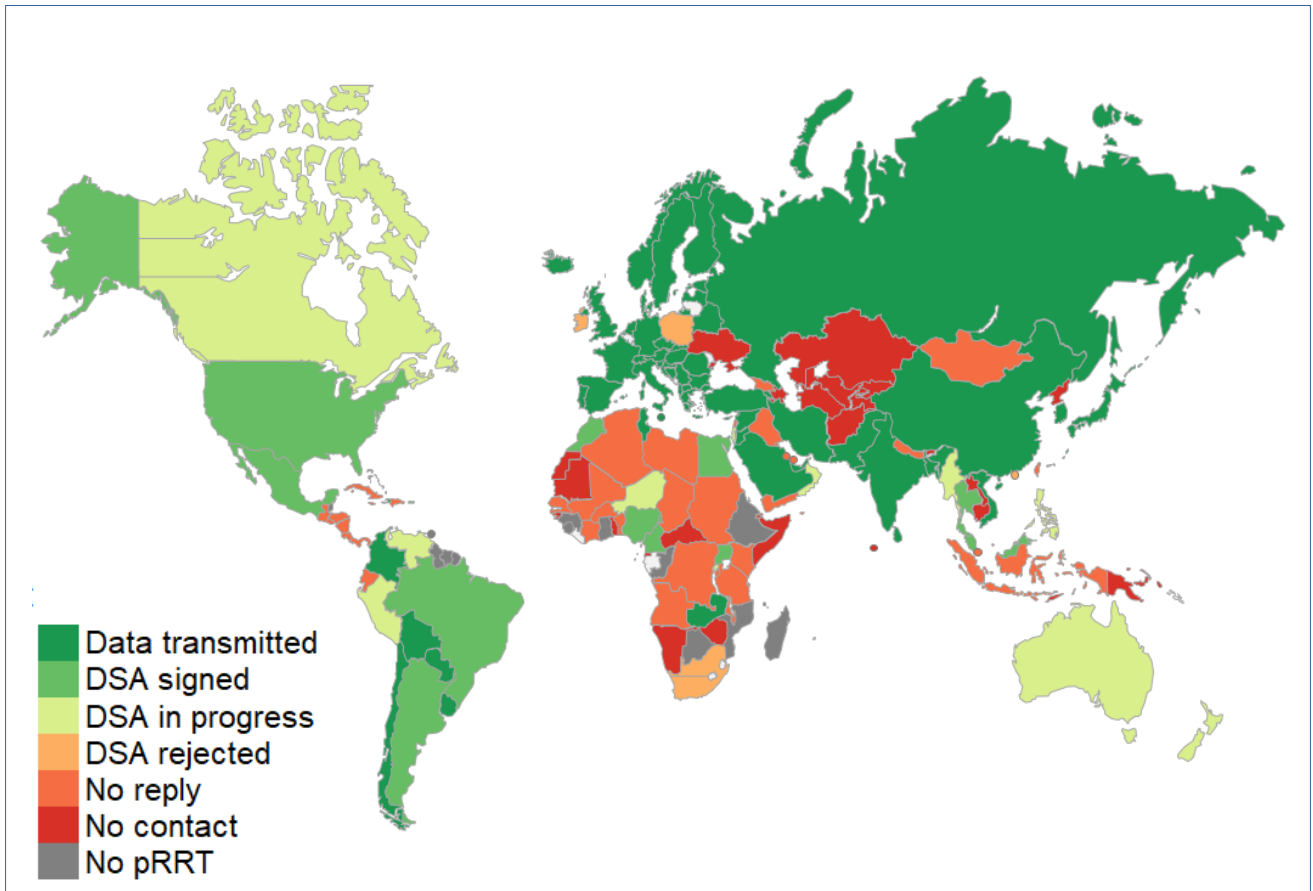 Data transmitted
DSA signed
DSA in progress
DSA rejected
No reply
No contact
No pRRT